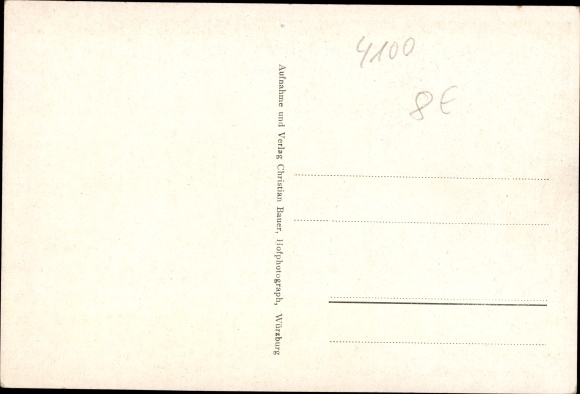 4100
8€
Aufnahme und Verlag Christian Bauer, Hofphotograph, Würzburg